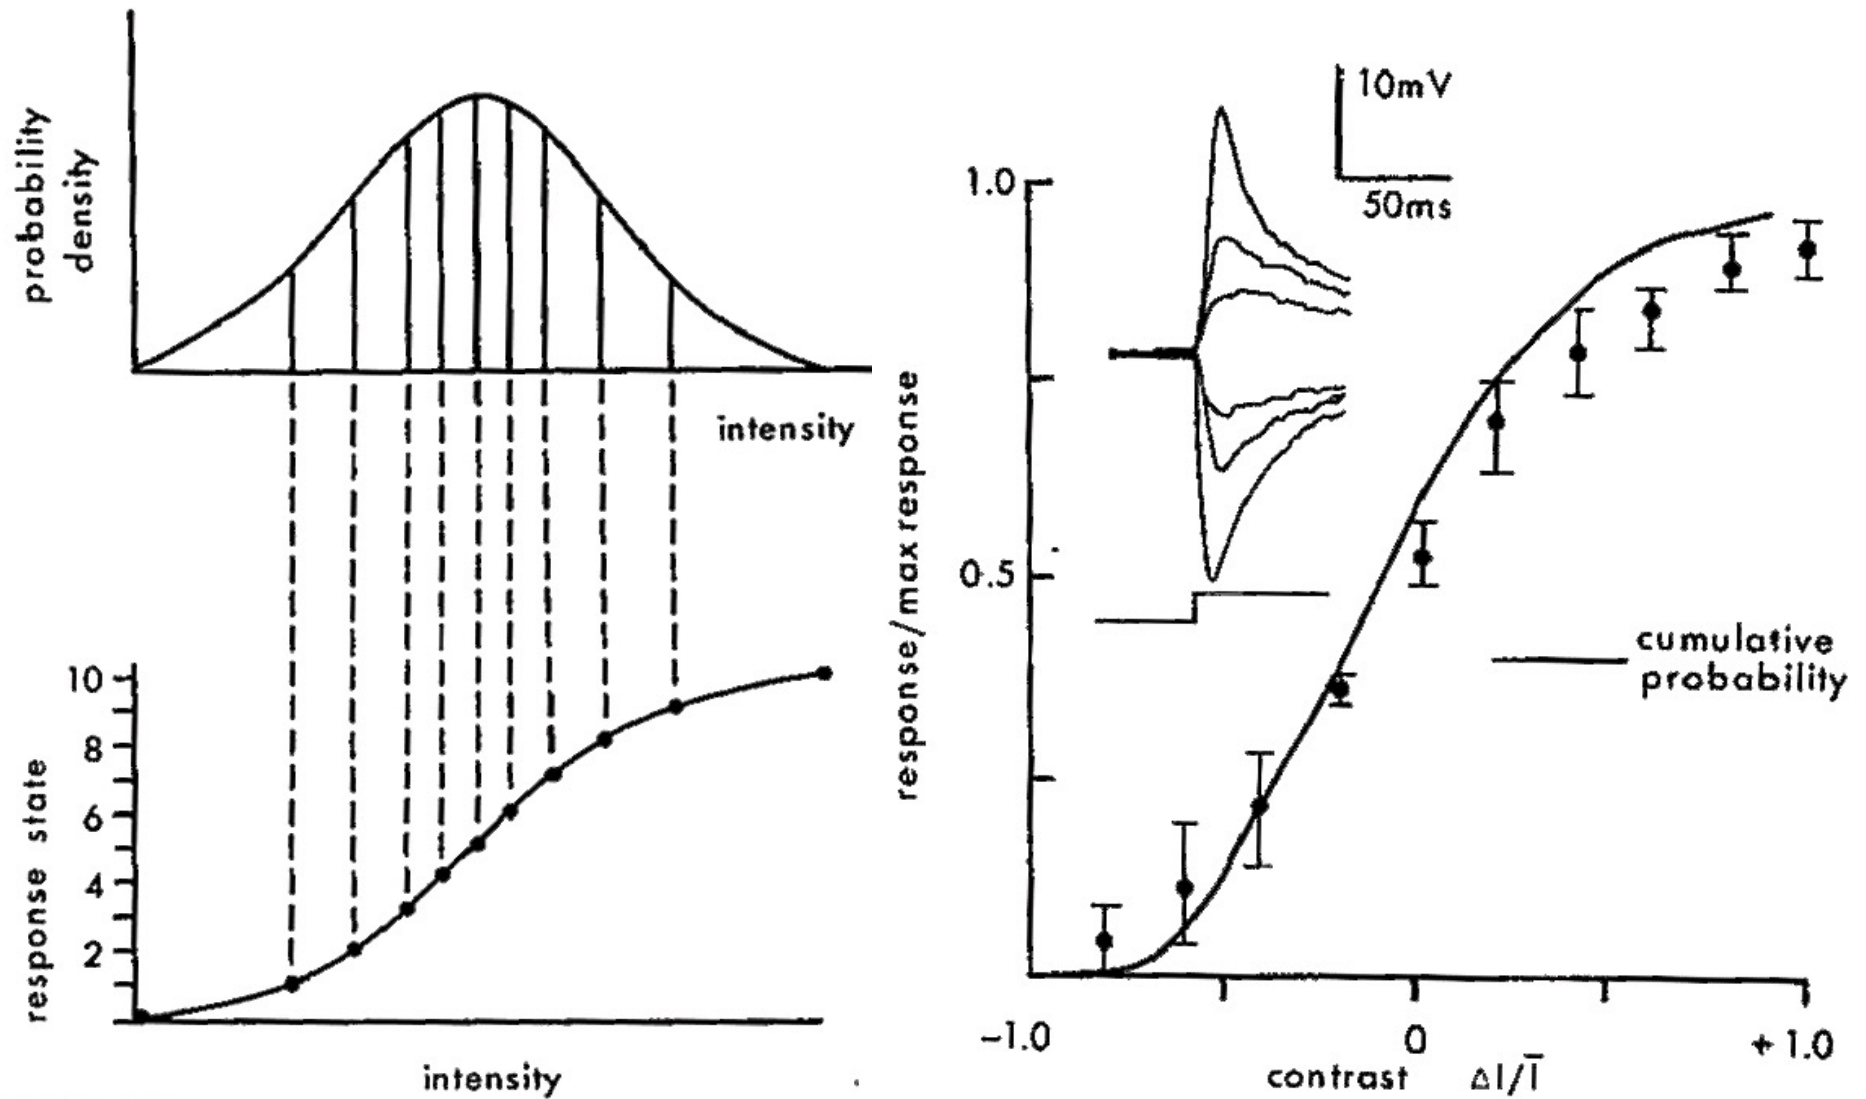 probability
density
intensity
10
8
6
4
2
response state
intensity
10mV
50ms
1.0
0.5
response/max response
cumulative
probability
-1.0
0
+1.0
contrast ΔI/Ī